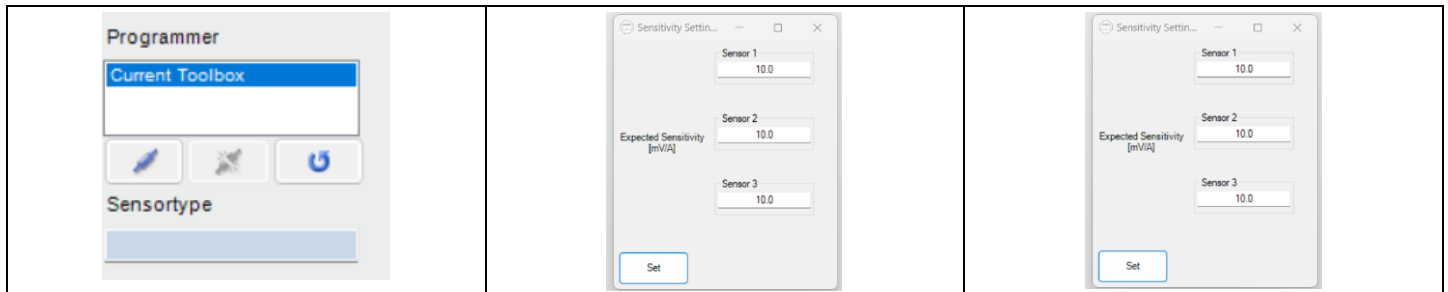 Programmer
Current Toolbox
Sensortype
Sensitivity Settin...
Sensor 1
10.0
Sensor 2
10.0
Expected Sensitivity
[mV/A]
Sensor 3
10.0
Set
Sensitivity Settin...
Sensor 1
10.0
Sensor 2
10.0
Expected Sensitivity
[mV/A]
Sensor 3
10.0
Set